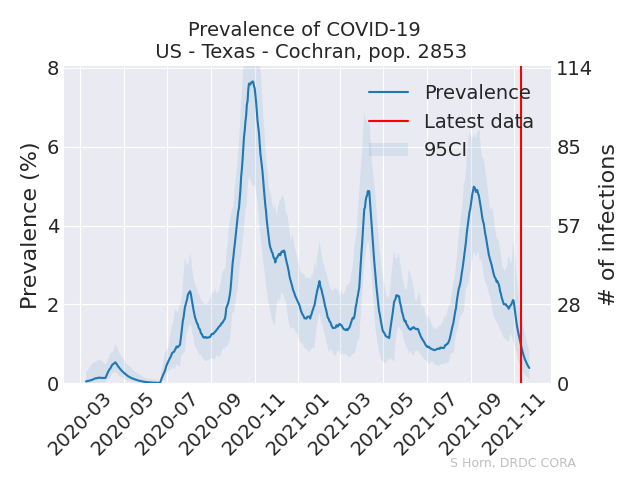 Prevalence of COVID-19
US - Texas - Cochran, pop. 2853
Prevalence (%)
8
6
4
2
0
114
85
57
28
0
# of infections
Prevalence
Latest data
95CI
2020-03
2020-05
2020-07
2020-09
2020-11
2021-01
2021-03
2021-05
2021-07
2021-09
2021-11
S Horn, DRDC CORA